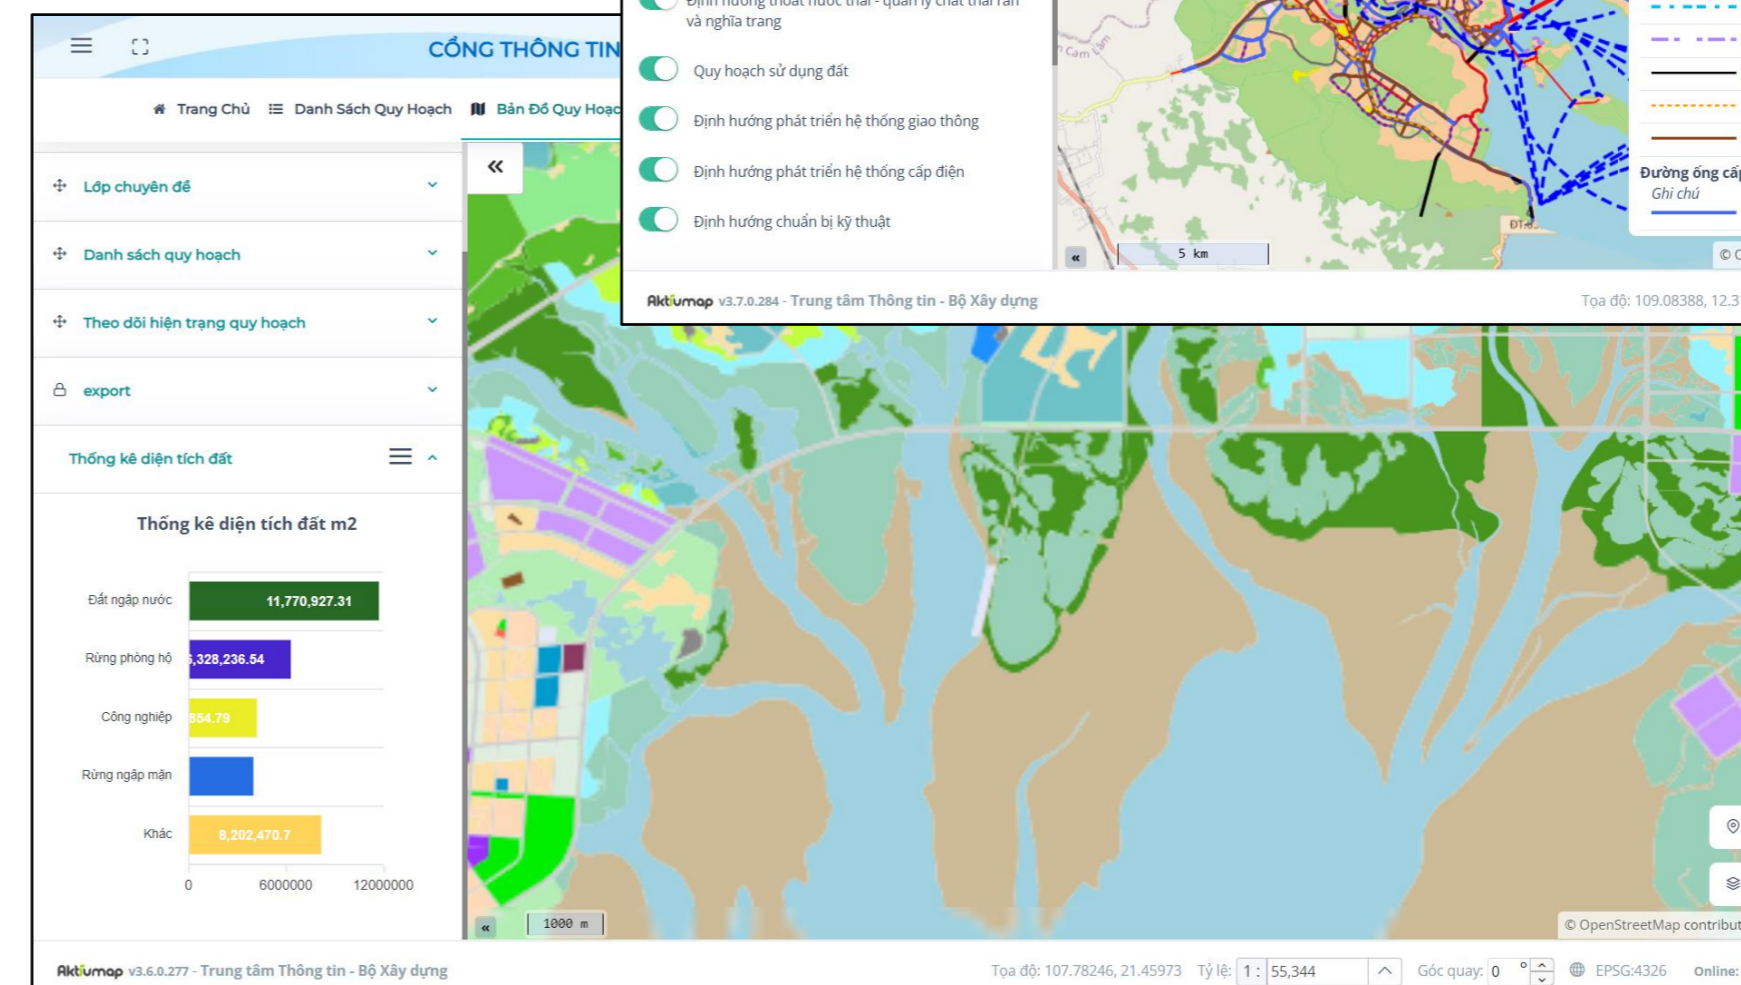 CỔNG THÔNG TIN
Trang Chủ
Danh Sách Quy Hoạch
Bản Đồ Quy Hoạc
Lớp chuyên đề
Danh sách quy hoạch
Theo dõi hiện trạng quy hoạch
export
Thống kê diện tích đất
Thống kê diện tích đất m2
Đất ngập nước
11,770,927.31
Rừng phòng hộ
,328,236.54
Công nghiệp
854.79
Rừng ngập mặn
Khác
8,202,470.7
0 6000000 12000000
Định hướng thoát nước thải - quản lý chất thải rắn
và nghĩa trang
Quy hoạch sử dụng đất
Định hướng phát triển hệ thống giao thông
Định hướng phát triển hệ thống cấp điện
Định hướng chuẩn bị kỹ thuật
Cam Lâm
5 km
Đường ống cấp
Ghi chú
©
Aktiumap v3.7.0.284 - Trung tâm Thông tin - Bộ Xây dựng
Tọa độ: 109.08388, 12.3
1000 m
© OpenStreetMap contribut
Aktiumap v3.6.0.277 - Trung tâm Thông tin - Bộ Xây dựng
Tọa độ: 107.78246, 21.45973 Tỷ lệ: 1 : 55,344 Góc quay: 0 ° EPSG:4326 Online: